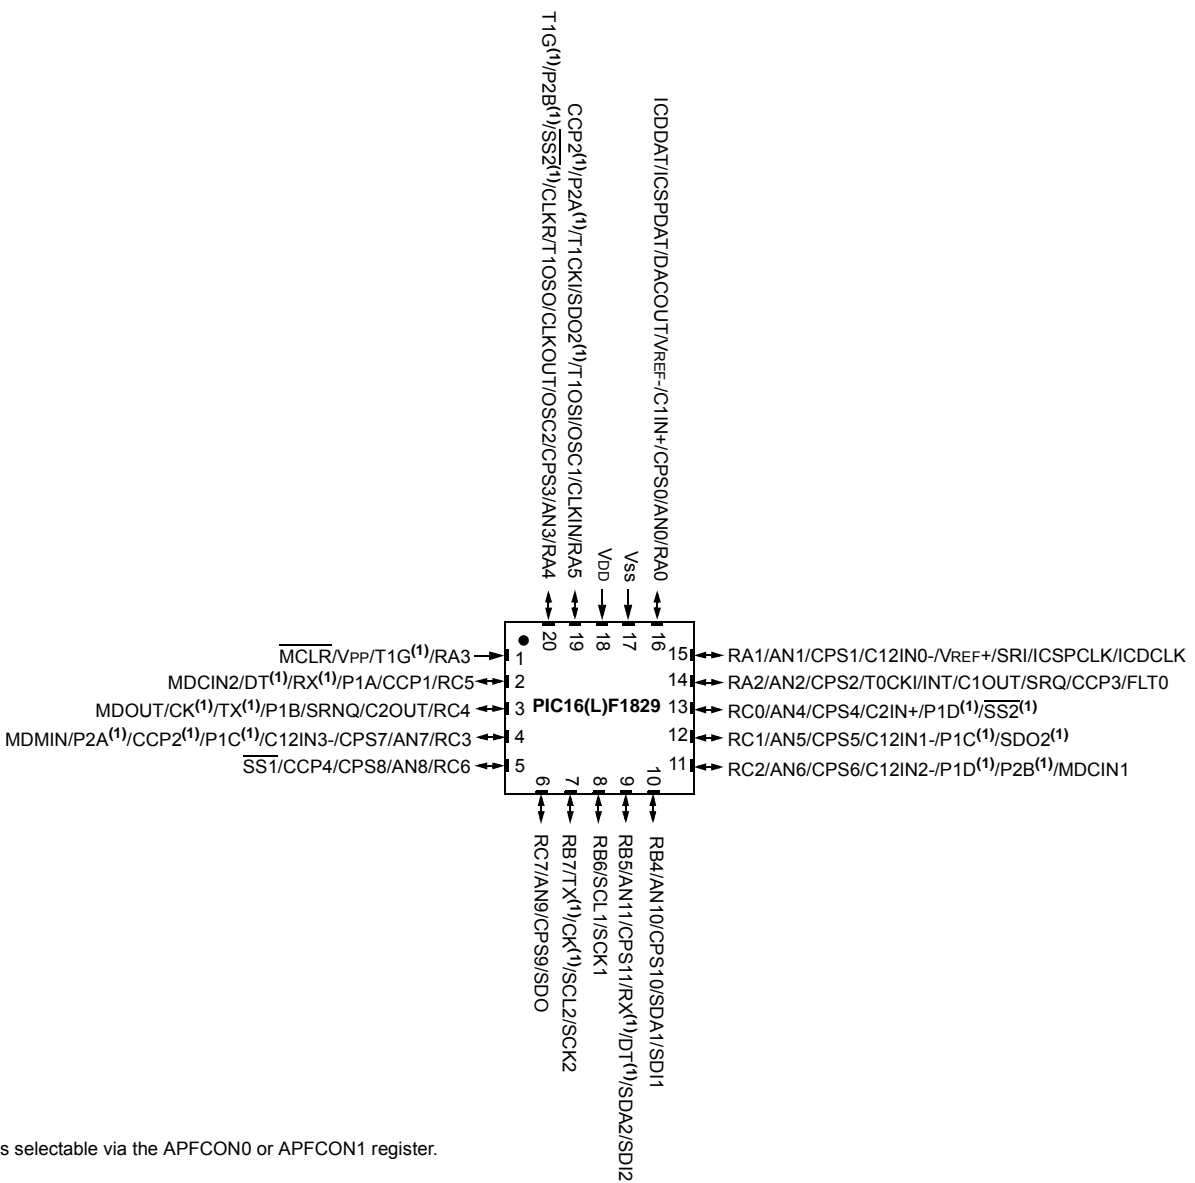 T1G(1)/P2B(1)/SS2(1)/CLKR/T1OSO/CLKOUT/OSC2/CPS3/AN3/RA4
CCP2(1)/P2A(1)/T1CKI/SDO2(1)/T1OSI/OSC1/CLKIN/RA5
VDD
Vss
ICDDAT/ICSPDAT/DACOUT/VREF-/C1IN+/CPS0/AN0/RA0
20 19 18 17 16
MCLR/VPP/T1G(1)/RA3 1
MDCIN2/DT(1)/RX(1)/P1A/CCP1/RC5 2
MDOUT/CK(1)/TX(1)/P1B/SRNQ/C2OUT/RC4 3
MDMIN/P2A(1)/CCP2(1)/P1C(1)/C12IN3-/CPS7/AN7/RC3 4
SS1/CCP4/CPS8/AN8/RC6 5
PIC16(L)F1829
15 RA1/AN1/CPS1/C12IN0-/VREF+/SRI/ICSPCLK/ICDCLK
14 RA2/AN2/CPS2/T0CKI/INT/C1OUT/SRQ/CCP3/FLT0
13 RC0/AN4/CPS4/C2IN+/P1D(1)/SS2(1)
12 RC1/AN5/CPS5/C12IN1-/P1C(1)/SDO2(1)
11 RC2/AN6/CPS6/C12IN2-/P1D(1)/P2B(1)/MDCIN1
6 7 8 9 10
RC7/AN9/CPS9/SDO
RB7/TX(1)/CK(1)/SCL2/SCK2
RB6/SCL1/SCK1
RB5/AN11/CPS11/RX(1)/DT(1)/SDA2/SDI2
RB4/AN10/CPS10/SDA1/SDI1
s selectable via the APFCON0 or APFCON1 register.